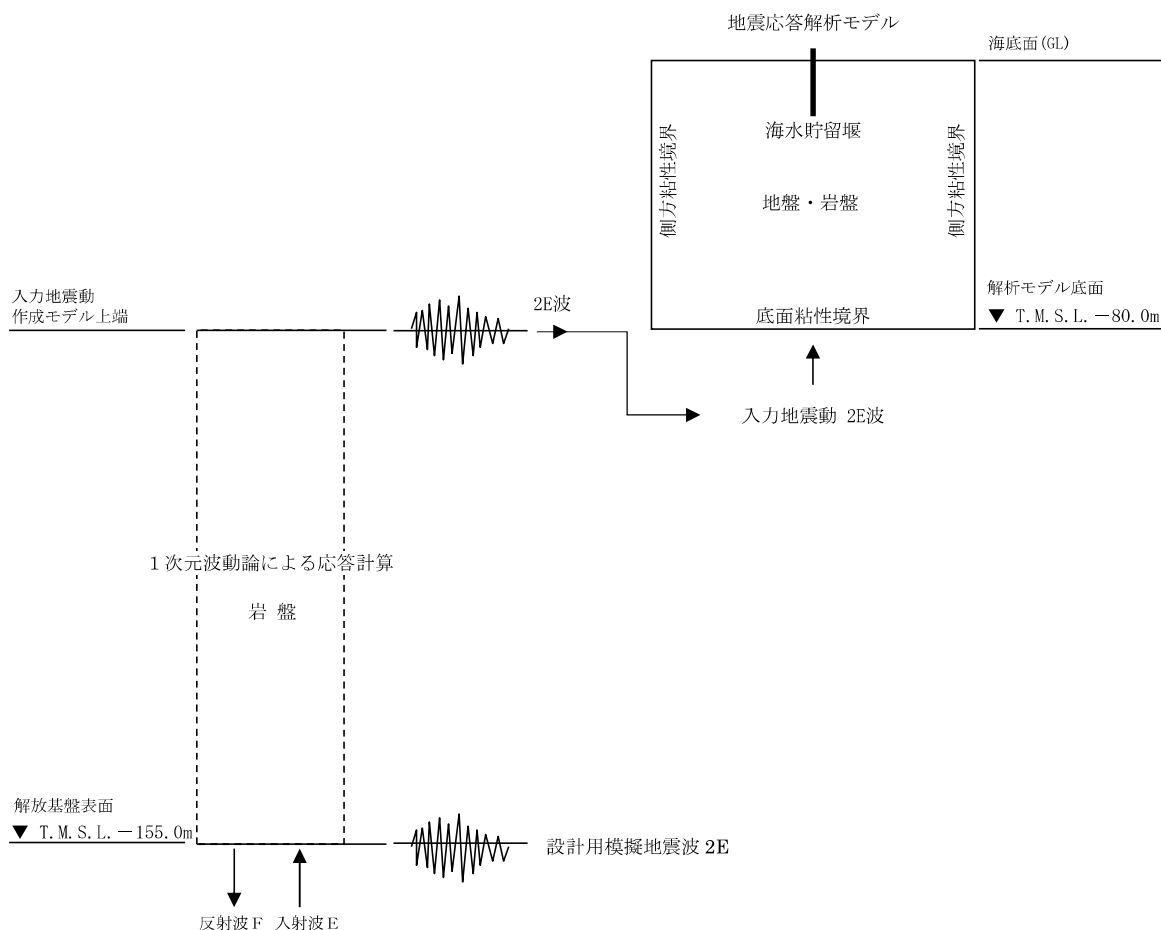 地震応答解析モデル
海底面(GL)
海水貯留堰
側方粘性境界
側方粘性境界
地盤・岩盤
入力地震動
作成モデル上端
2E波
底面粘性境界
解析モデル底面
▼ T.M.S.L.－80.0m
入力地震動 2E波
1次元波動論による応答計算
岩 盤
解放基盤表面
▼ T.M.S.L.－155.0m
設計用模擬地震波 2E
反射波F 入射波E